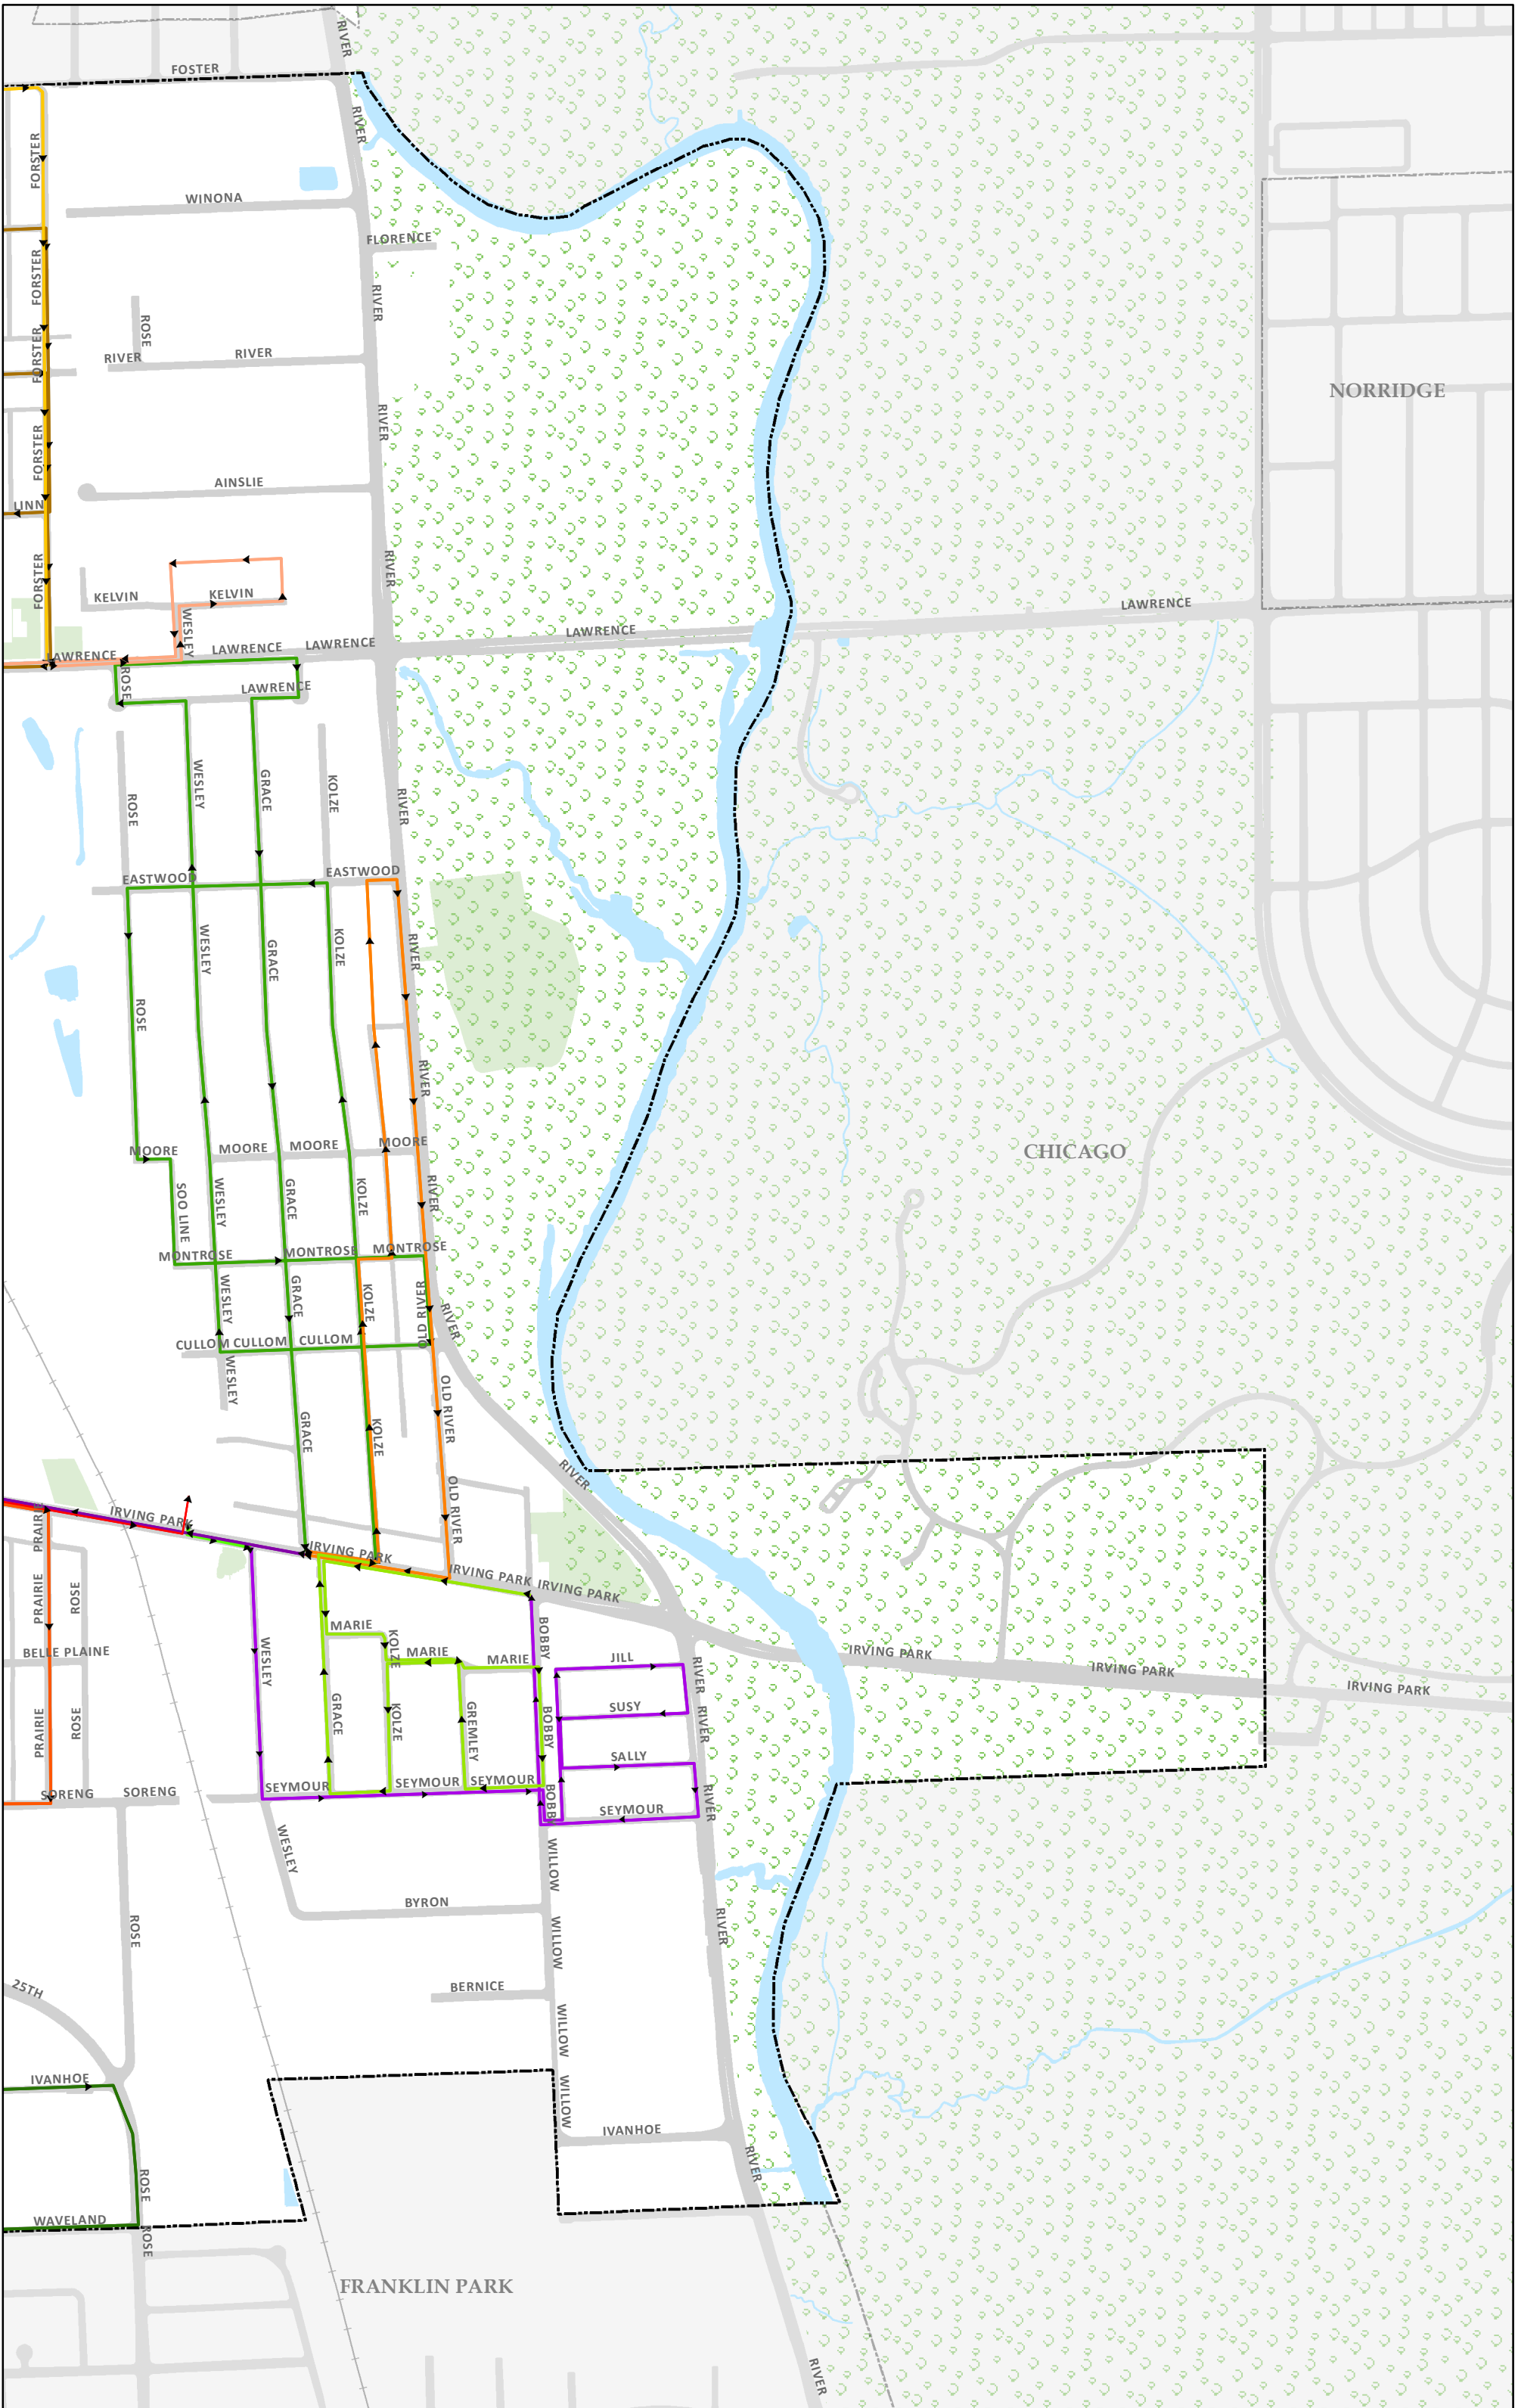 RIVER
FOSTER
RIVER
FORSTER
WINONA
FLORENCE
FORSTER
RIVER
ROSE
FORSTER
RIVER
RIVER
NORRIDGE
RIVER
FORSTER
AINSLIE
LINN
RIVER
FORSTER
KELVIN
KELVIN
LAWRENCE
WESLEY
LAWRENCE
LAWRENCE
LAWRENCE
LAWRENCE
ROSE
LAWRENCE
WESLEY
GRACE
KOLZE
RIVER
ROSE
EASTWOOD
EASTWOOD
WESLEY
GRACE
KOLZE
RIVER
ROSE
RIVER
MOORE
MOORE
MOORE
MOORE
CHICAGO
SOO LINE
WESLEY
GRACE
KOLZE
RIVER
MONTROSE
MONTROSE
MONTROSE
WESLEY
GRACE
KOLZE
OLD RIVER
RIVER
CULLOM
CULLOM
CULLOM
WESLEY
OLD RIVER
GRACE
KOLZE
RIVER
OLD RIVER
PRAIRIE
IRVING PARK
IRVING PARK
IRVING PARK
IRVING PARK
PRAIRIE
ROSE
MARIE
KOLZE
BOBBY
BELLE PLAINE
WESLEY
MARIE
MARIE
JILL
RIVER
IRVING PARK
IRVING PARK
IRVING PARK
PRAIRIE
ROSE
GRACE
KOLZE
GREMLEY
BOBBY
SUSY
RIVER
SALLY
SORENG
SORENG
SEYMOUR
SEYMOUR
SEYMOUR
BOBBY
SEYMOUR
RIVER
WESLEY
WILLOW
BYRON
ROSE
WILLOW
RIVER
25TH
BERNICE
WILLOW
IVANHOE
WILLOW
IVANHOE
RIVER
ROSE
WAVELAND
ROSE
FRANKLIN PARK
RIVER